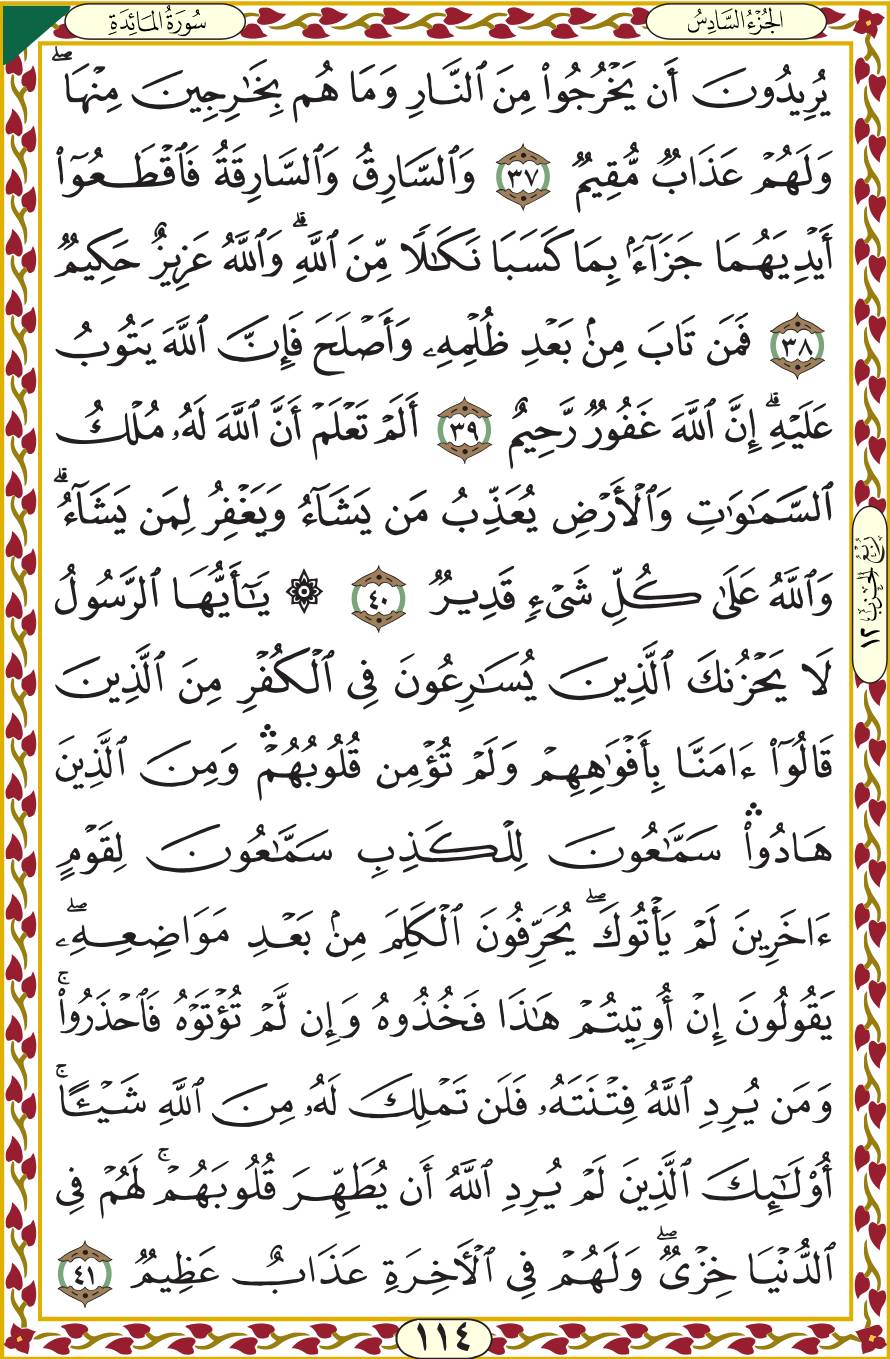 الجُزْءُ السَّادِسُ
سُورَةُ المَائِدَةِ
يُرِيدُونَ أَن يَخْرُجُوا۟ مِنَ ٱلنَّارِ وَمَا هُم بِخَٰرِجِينَ مِنْهَا ۖ
وَلَهُمْ عَذَابٌ مُّقِيمٌ ٣٧ وَٱلسَّارِقُ وَٱلسَّارِقَةُ فَٱقْطَعُوٓا۟
أَيْدِيَهُمَا جَزَآءَۢ بِمَا كَسَبَا نَكَٰلًا مِّنَ ٱللَّهِ ۗ وَٱللَّهُ عَزِيزٌ حَكِيمٌ
٣٨ فَمَن تَابَ مِنۢ بَعْدِ ظُلْمِهِۦ وَأَصْلَحَ فَإِنَّ ٱللَّهَ يَتُوبُ
عَلَيْهِ ۗ إِنَّ ٱللَّهَ غَفُورٌ رَّحِيمٌ ٣٩ أَلَمْ تَعْلَمْ أَنَّ ٱللَّهَ لَهُۥ مُلْكُ
ٱلسَّمَٰوَٰتِ وَٱلْأَرْضِ يُعَذِّبُ مَن يَشَآءُ وَيَغْفِرُ لِمَن يَشَآءُ ۗ
وَٱللَّهُ عَلَىٰ كُلِّ شَىْءٍ قَدِيرٌ ٤٠ ۞ يَٰٓأَيُّهَا ٱلرَّسُولُ
لَا يَحْزُنكَ ٱلَّذِينَ يُسَٰرِعُونَ فِى ٱلْكُفْرِ مِنَ ٱلَّذِينَ
قَالُوٓا۟ ءَامَنَّا بِأَفْوَٰهِهِمْ وَلَمْ تُؤْمِن قُلُوبُهُمْ ۛ وَمِنَ ٱلَّذِينَ
هَادُوا۟ ۛ سَمَّٰعُونَ لِلْكَذِبِ سَمَّٰعُونَ لِقَوْمٍ
ءَاخَرِينَ لَمْ يَأْتُوكَ ۖ يُحَرِّفُونَ ٱلْكَلِمَ مِنۢ بَعْدِ مَوَاضِعِهِۦ ۖ
يَقُولُونَ إِنْ أُوتِيتُمْ هَٰذَا فَخُذُوهُ وَإِن لَّمْ تُؤْتَوْهُ فَٱحْذَرُوا۟ ۚ
وَمَن يُرِدِ ٱللَّهُ فِتْنَتَهُۥ فَلَن تَمْلِكَ لَهُۥ مِنَ ٱللَّهِ شَيْـًٔا ۚ
أُو۟لَٰٓئِكَ ٱلَّذِينَ لَمْ يُرِدِ ٱللَّهُ أَن يُطَهِّرَ قُلُوبَهُمْ ۚ لَهُمْ فِى
ٱلدُّنْيَا خِزْىٌ ۖ وَلَهُمْ فِى ٱلْءَاخِرَةِ عَذَابٌ عَظِيمٌ ٤١
رُبْعُ الحِزْبِ ١٢
١١٤